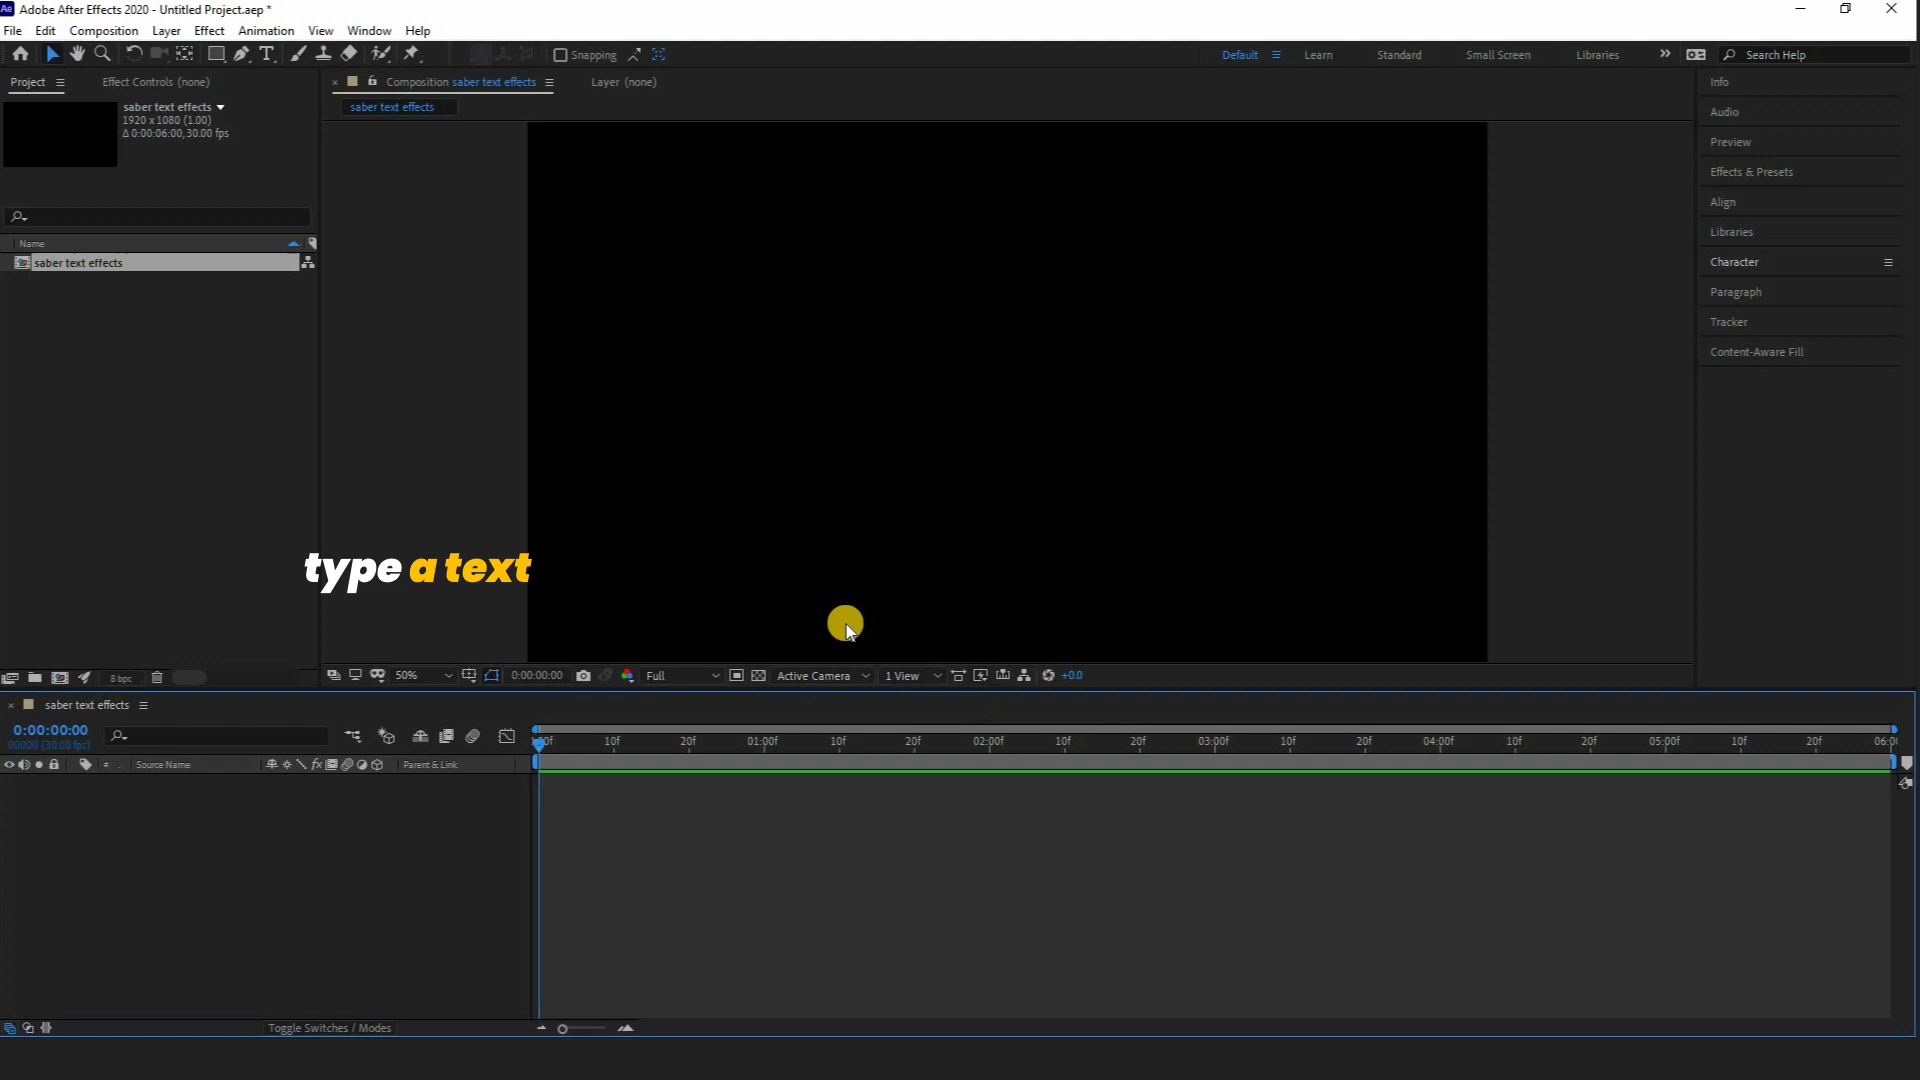 Ae Adobe After Effects 2020 - Untitled Project.aep *
File Edit Composition Layer Effect Animation View Window Help
T Snapping Default Learn Standard Small Screen Libraries Search Help
Project Effect Controls (none)
saber text effects
1920 x 1080 (1.00)
Δ 0:00:06:00, 30.00 fps
Name
saber text effects
8 bpc
× Composition saber text effects Layer (none)
saber text effects
type a text
50% 0:00:00:00 Full Active Camera 1 View +0.0
Info
Audio
Preview
Effects & Presets
Align
Libraries
Character
Paragraph
Tracker
Content-Aware Fill
× saber text effects
0:00:00:00
00000 (30.00 fps)
# Source Name fx Parent & Link
10f 20f 01:00f 10f 20f 02:00f 10f 20f 03:00f 10f 20f 04:00f 10f 20f 05:00f 10f 20f
Toggle Switches / Modes